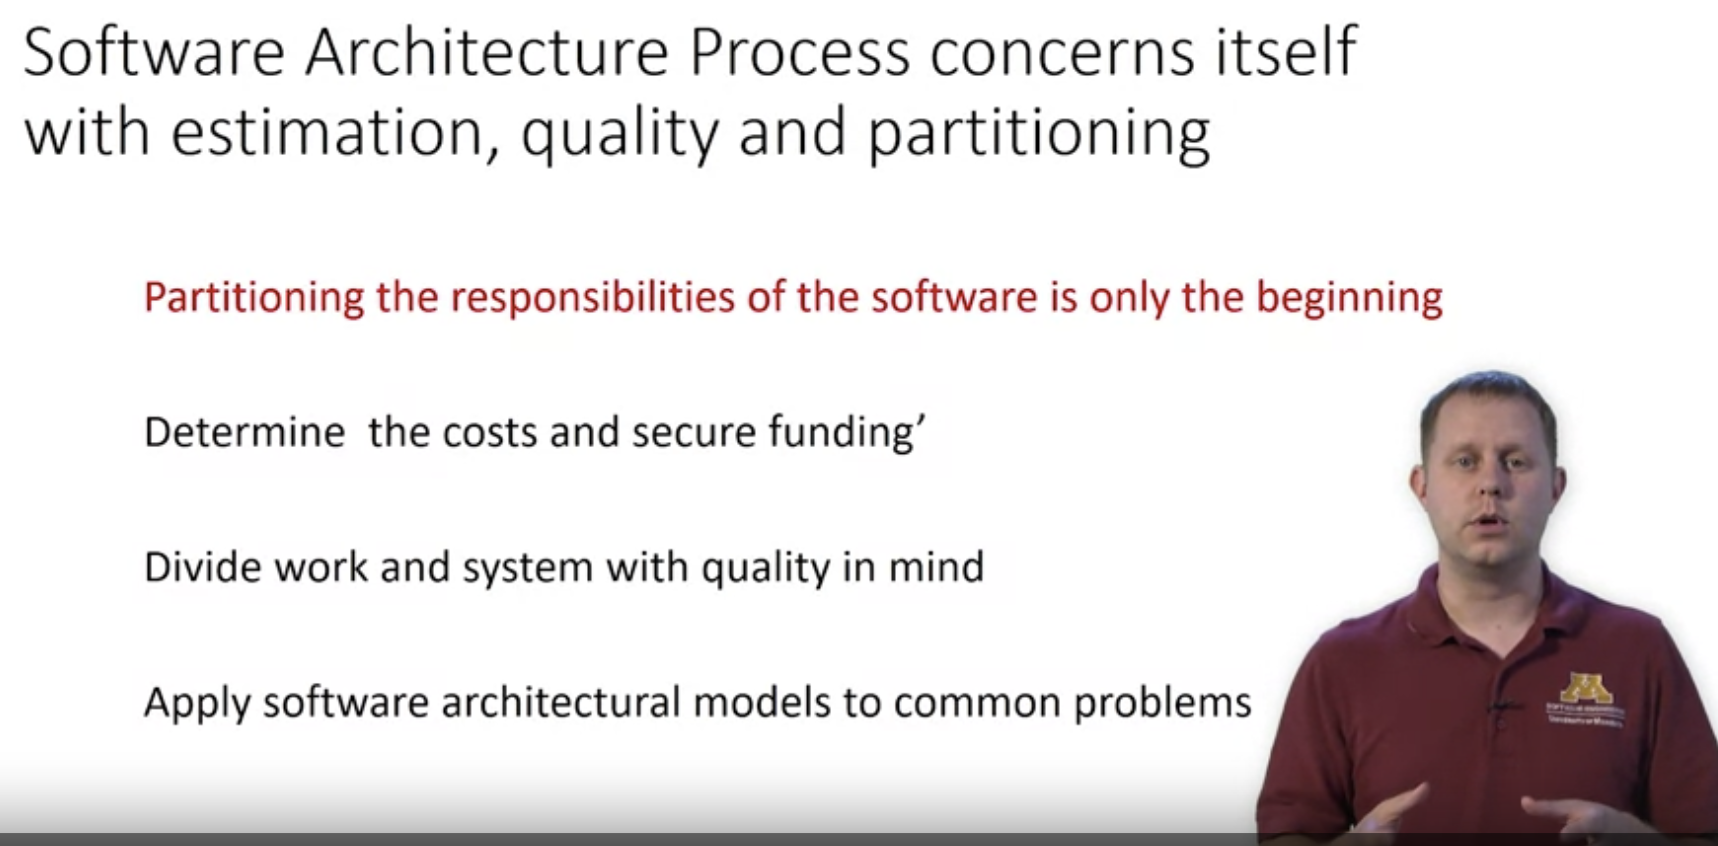 Software Architecture Process concerns itself
with estimation, quality and partitioning
Partitioning the responsibilities of the software is only the beginning
Determine  the costs and secure funding’
Divide work and system with quality in mind
Apply software architectural models to common problems
M